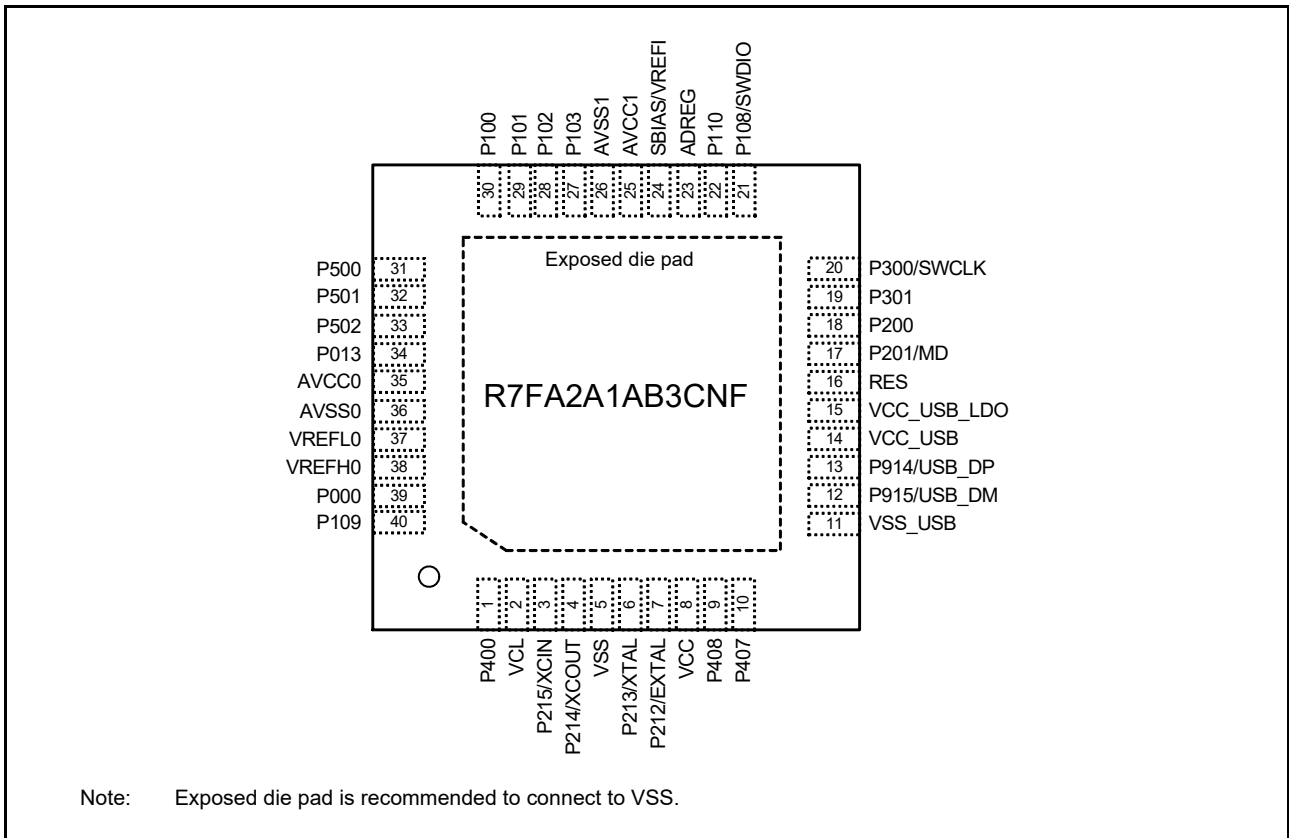 P100
P101
P102
P103
AVSS1
AVCC1
SBIAS/VREFI
ADREG
P110
P108/SWDIO
30
29
28
27
26
25
24
23
22
21
Exposed die pad
P500 31
P501 32
P502 33
P013 34
AVCC0 35
AVSS0 36
VREFL0 37
VREFH0 38
P000 39
P109 40
R7FA2A1AB3CNF
20 P300/SWCLK
19 P301
18 P200
17 P201/MD
16 RES
15 VCC_USB_LDO
14 VCC_USB
13 P914/USB_DP
12 P915/USB_DM
11 VSS_USB
1
2
3
4
5
6
7
8
9
10
P400
VCL
P215/XCIN
P214/XCOUT
VSS
P213/XTAL
P212/EXTAL
VCC
P408
P407
Note: Exposed die pad is recommended to connect to VSS.